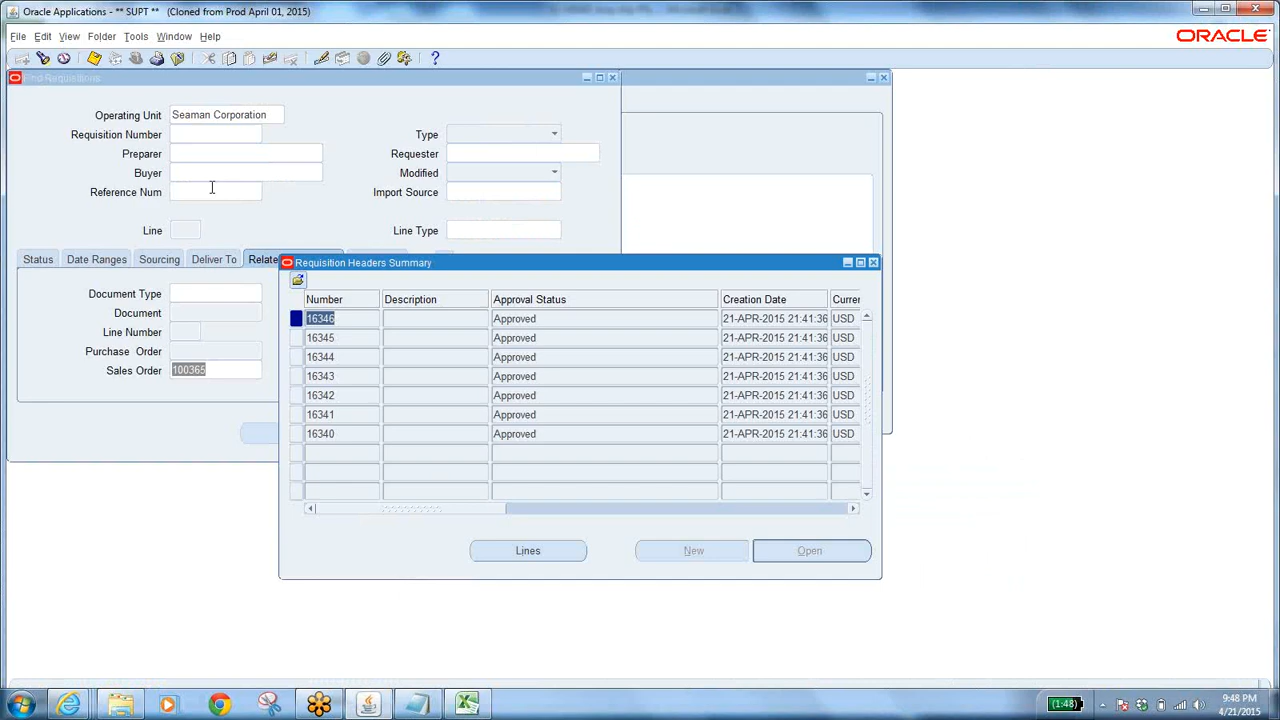 Oracle Applications - ** SUPT ** (Cloned from Prod April 01, 2015)
File Edit View Folder Tools Window Help
ORACLE
Find Requisitions
Operating Unit Seaman Corporation
Requisition Number Type
Preparer Requester
Buyer Modified
Reference Num Import Source
Line Line Type
Status Date Ranges Sourcing Deliver To Relate
Document Type
Document
Line Number
Purchase Order
Sales Order 100365
Requisition Headers Summary
Number Description Approval Status Creation Date Curren
16346 Approved 21-APR-2015 21:41:36 USD
16345 Approved 21-APR-2015 21:41:36 USD
16344 Approved 21-APR-2015 21:41:36 USD
16343 Approved 21-APR-2015 21:41:36 USD
16342 Approved 21-APR-2015 21:41:36 USD
16341 Approved 21-APR-2015 21:41:36 USD
16340 Approved 21-APR-2015 21:41:36 USD
Lines New Open
(1:48)
9:48 PM
4/21/2015